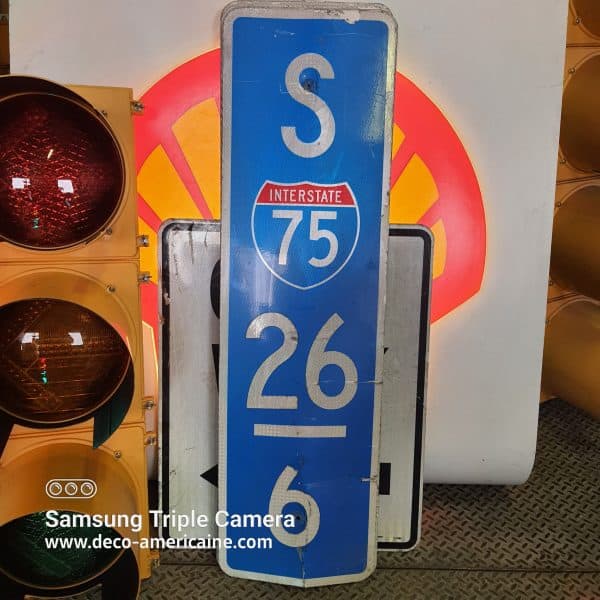 S
INTERSTATE
75
26
6
Samsung Triple Camera
www.deco-americaine.com